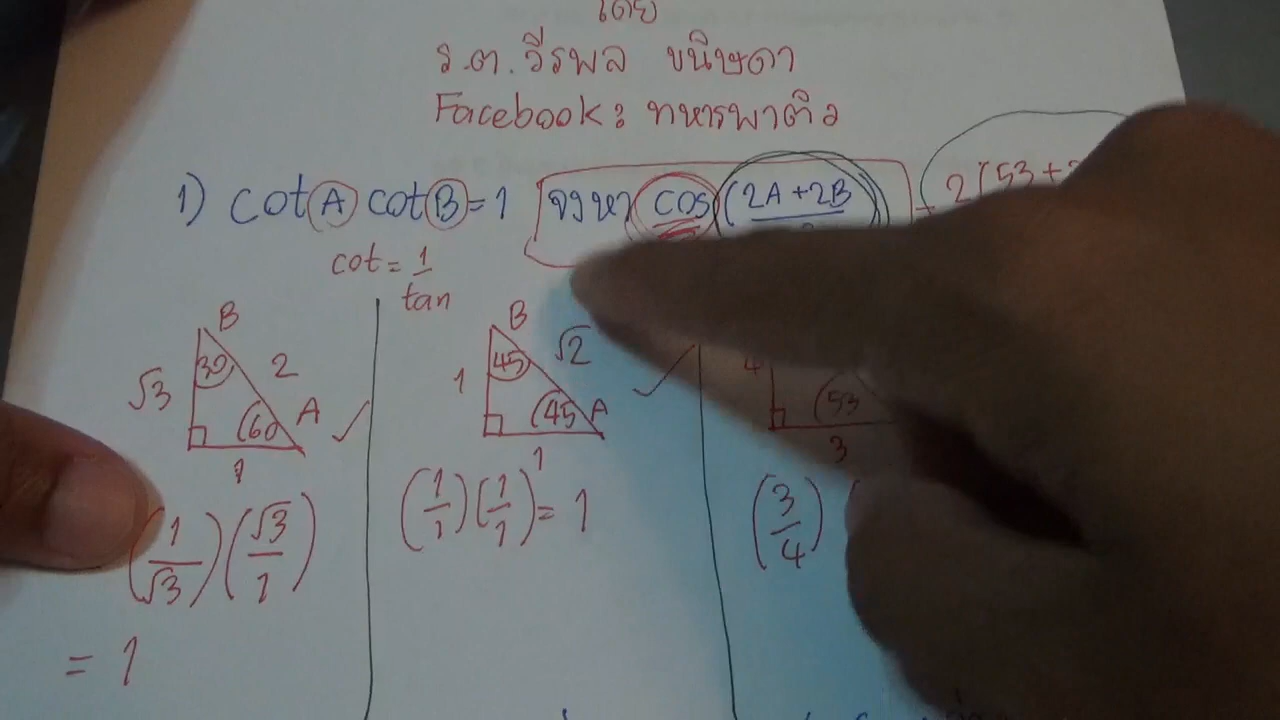 โดย
ร.ต.วีรพล ขนิษดา
Facebook: ทหารพาติว
1) cot A cot B = 1 จงหา cos (2A+2B)
2(53+
cot = 1/tan
B
30
2
√3
60
A
1
(1/√3)(√3/1)
= 1
B
45
√2
1
45
A
1
(1/1)(1/1) = 1
4
53
3
(3/4)